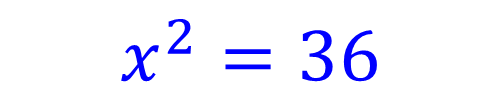 x² = 36